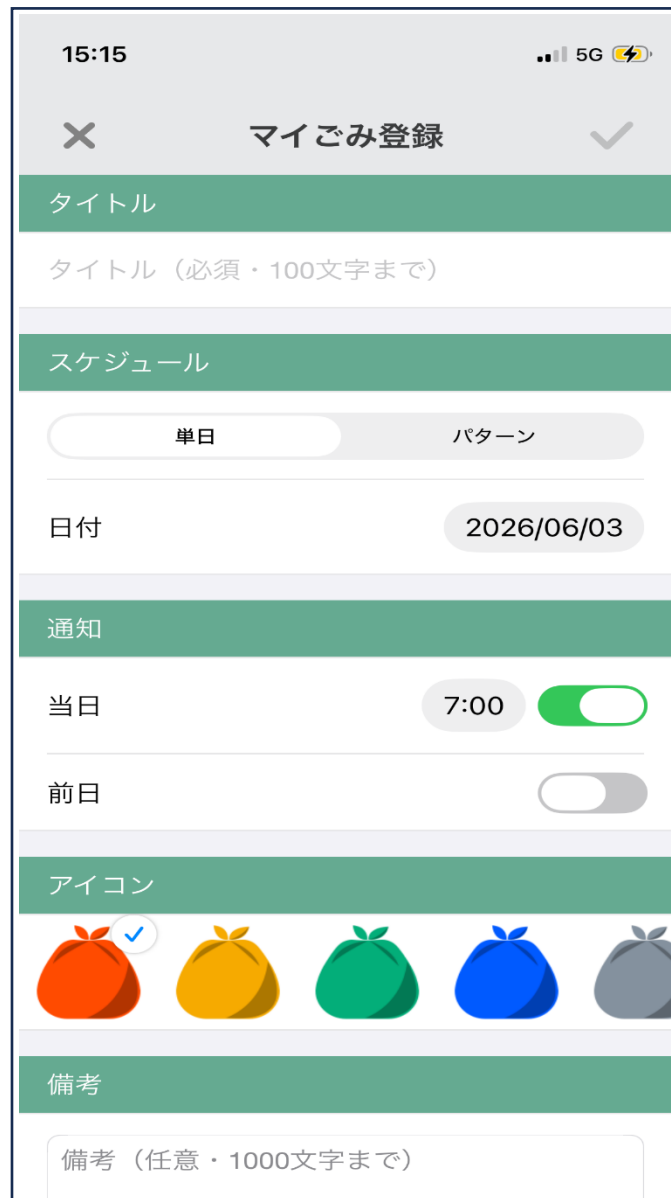 15:15 5G
マイごみ登録
タイトル
タイトル（必須・100文字まで）
スケジュール
単日 パターン
日付 2026/06/03
通知
当日 7:00
前日
アイコン
備考
備考（任意・1000文字まで）